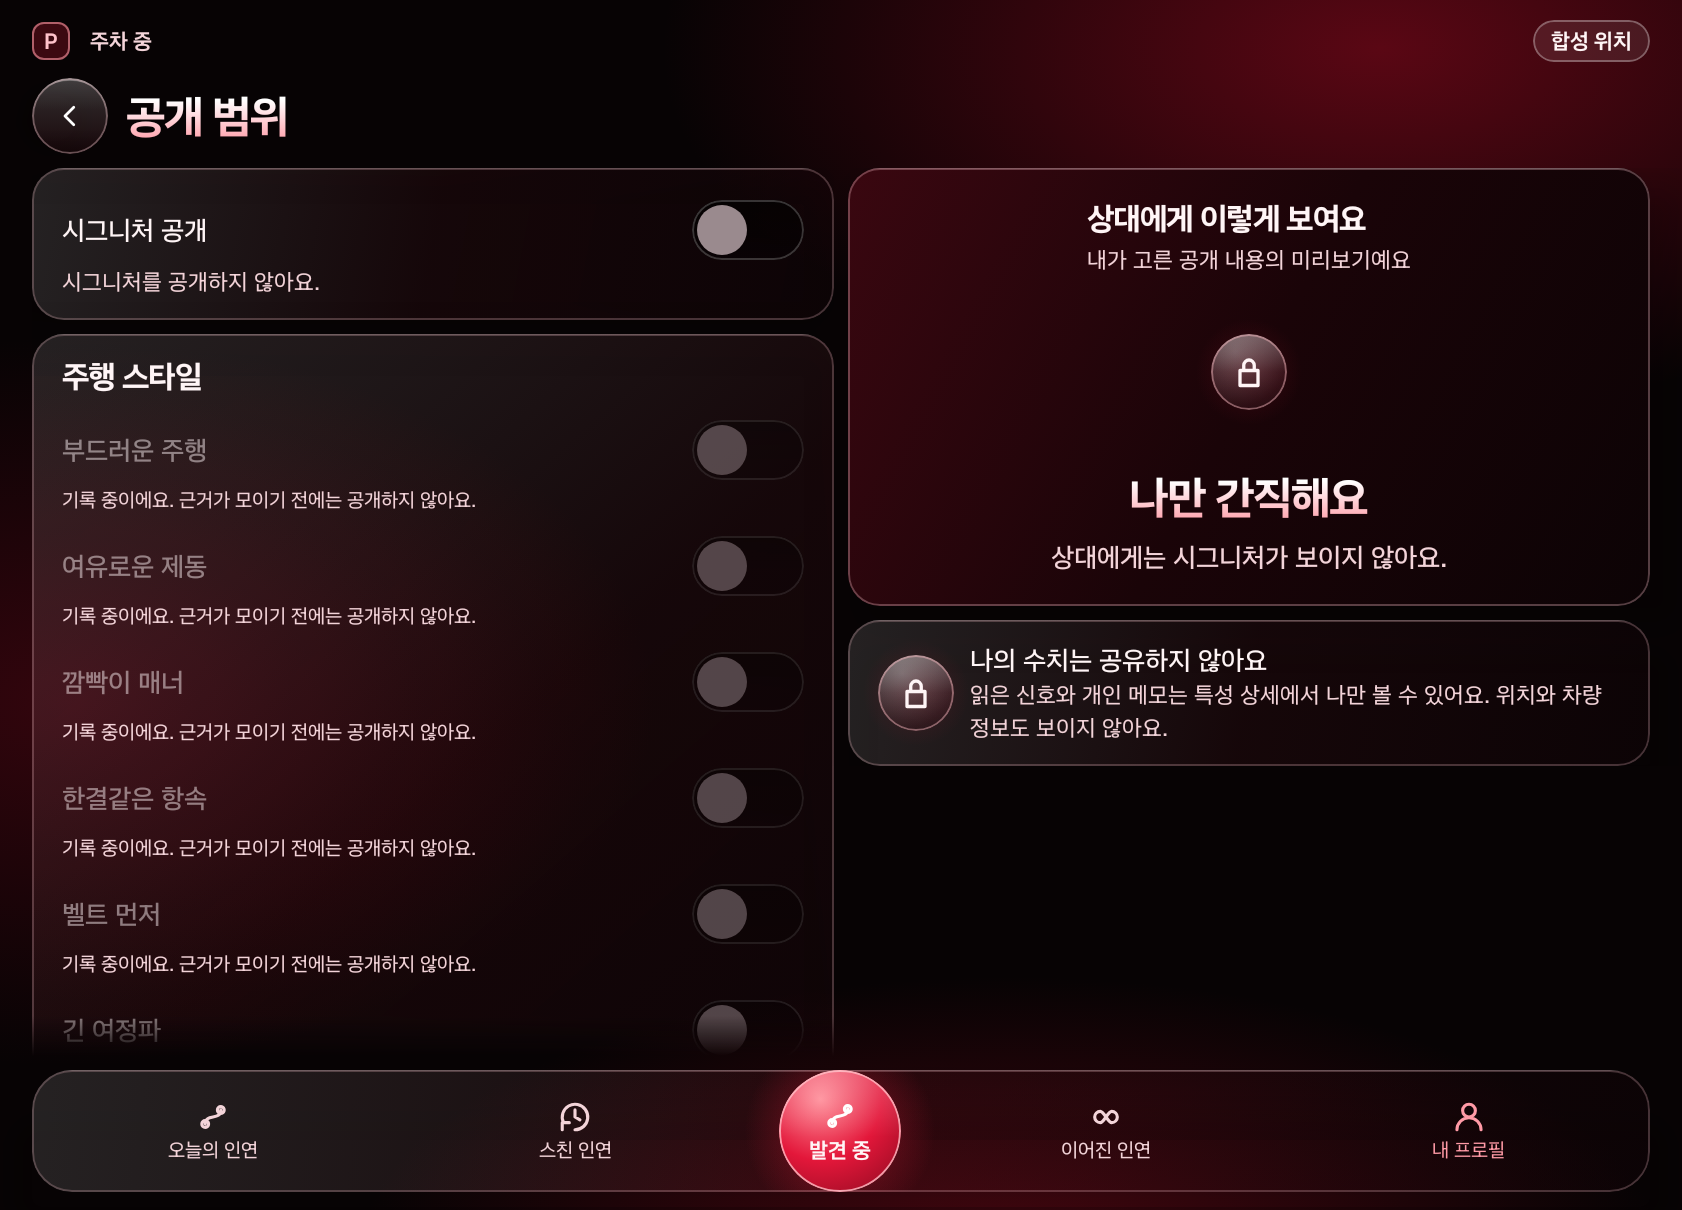 P 주차 중
합성 위치
공개 범위
시그니처 공개
시그니처를 공개하지 않아요.
주행 스타일
부드러운 주행
기록 중이에요. 근거가 모이기 전에는 공개하지 않아요.
여유로운 제동
기록 중이에요. 근거가 모이기 전에는 공개하지 않아요.
깜빡이 매너
기록 중이에요. 근거가 모이기 전에는 공개하지 않아요.
한결같은 항속
기록 중이에요. 근거가 모이기 전에는 공개하지 않아요.
벨트 먼저
기록 중이에요. 근거가 모이기 전에는 공개하지 않아요.
긴 여정파
상대에게 이렇게 보여요
내가 고른 공개 내용의 미리보기예요
나만 간직해요
상대에게는 시그니처가 보이지 않아요.
나의 수치는 공유하지 않아요
읽은 신호와 개인 메모는 특성 상세에서 나만 볼 수 있어요. 위치와 차량
정보도 보이지 않아요.
오늘의 인연
스친 인연
발견 중
이어진 인연
내 프로필